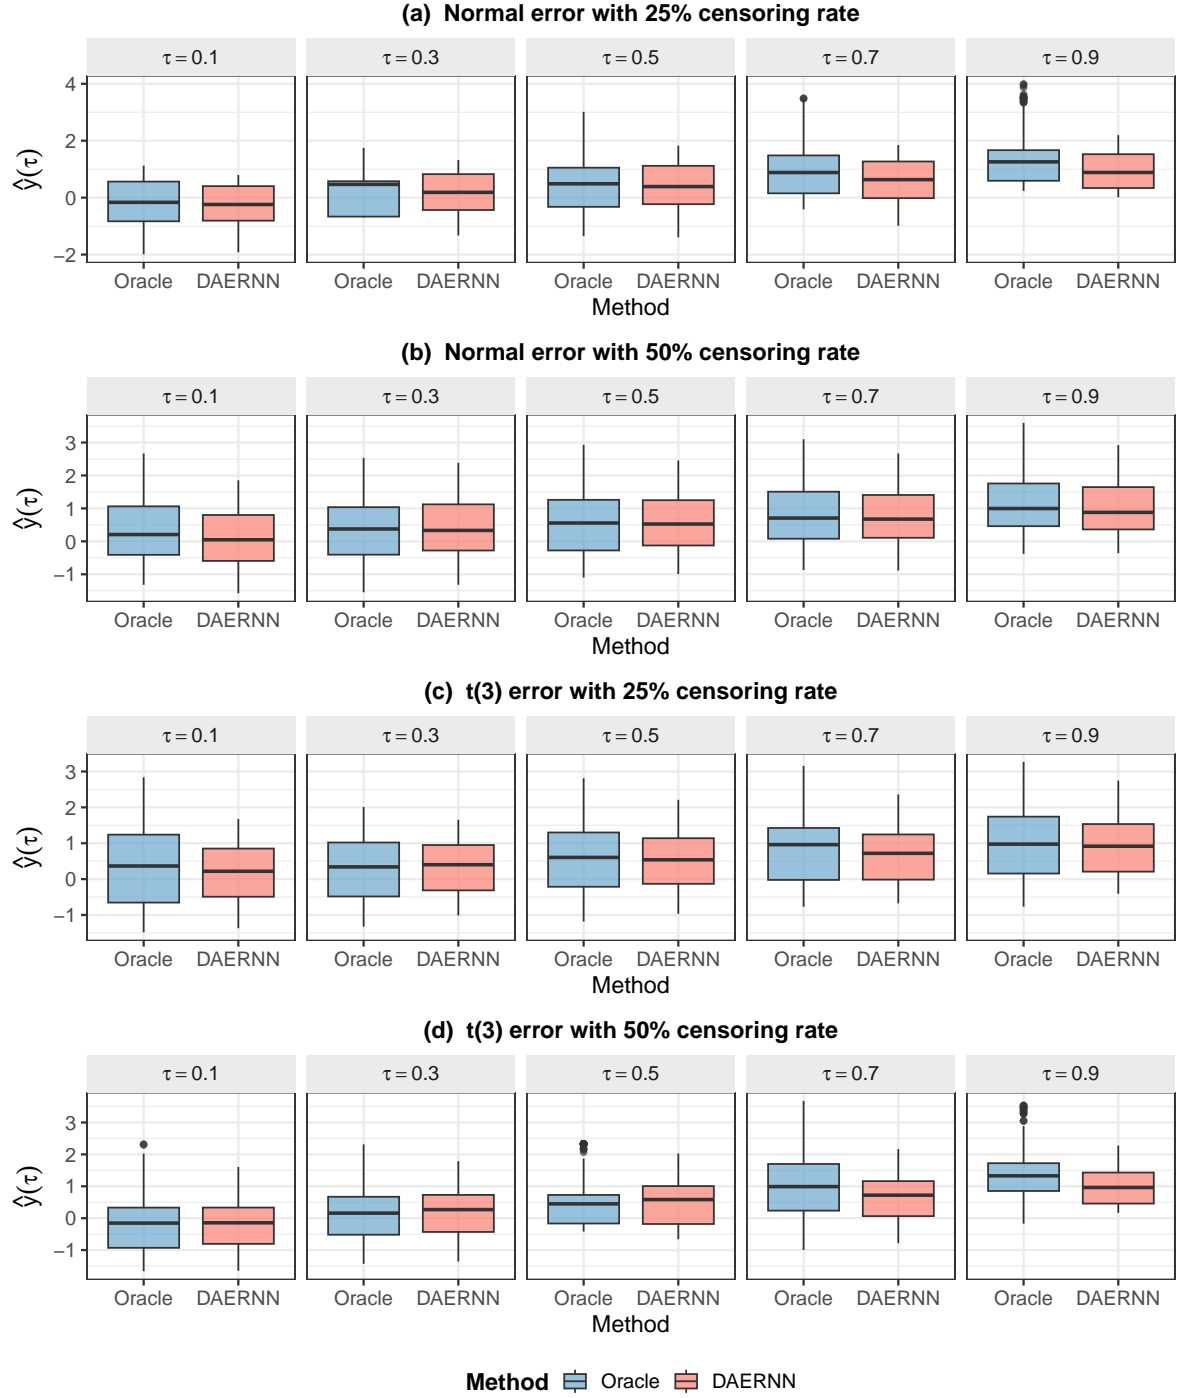 (a) Normal error with 25% censoring rate
τ = 0.1 τ = 0.3 τ = 0.5 τ = 0.7 τ = 0.9
4
2
0
−2
ŷ(τ)
Oracle DAERNN Oracle DAERNN Oracle DAERNN Oracle DAERNN Oracle DAERNN
Method
(b) Normal error with 50% censoring rate
τ = 0.1 τ = 0.3 τ = 0.5 τ = 0.7 τ = 0.9
3
2
1
0
−1
ŷ(τ)
Oracle DAERNN Oracle DAERNN Oracle DAERNN Oracle DAERNN Oracle DAERNN
Method
(c) t(3) error with 25% censoring rate
τ = 0.1 τ = 0.3 τ = 0.5 τ = 0.7 τ = 0.9
3
2
1
0
−1
ŷ(τ)
Oracle DAERNN Oracle DAERNN Oracle DAERNN Oracle DAERNN Oracle DAERNN
Method
(d) t(3) error with 50% censoring rate
τ = 0.1 τ = 0.3 τ = 0.5 τ = 0.7 τ = 0.9
3
2
1
0
−1
ŷ(τ)
Oracle DAERNN Oracle DAERNN Oracle DAERNN Oracle DAERNN Oracle DAERNN
Method
Method Oracle DAERNN